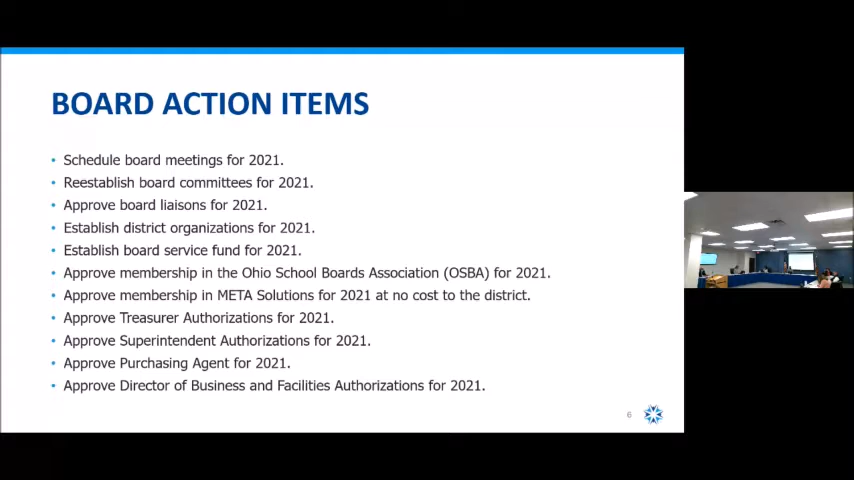 BOARD ACTION ITEMS
• Schedule board meetings for 2021.
• Reestablish board committees for 2021.
• Approve board liaisons for 2021.
• Establish district organizations for 2021.
• Establish board service fund for 2021.
• Approve membership in the Ohio School Boards Association (OSBA) for 2021.
• Approve membership in META Solutions for 2021 at no cost to the district.
• Approve Treasurer Authorizations for 2021.
• Approve Superintendent Authorizations for 2021.
• Approve Purchasing Agent for 2021.
• Approve Director of Business and Facilities Authorizations for 2021.
6